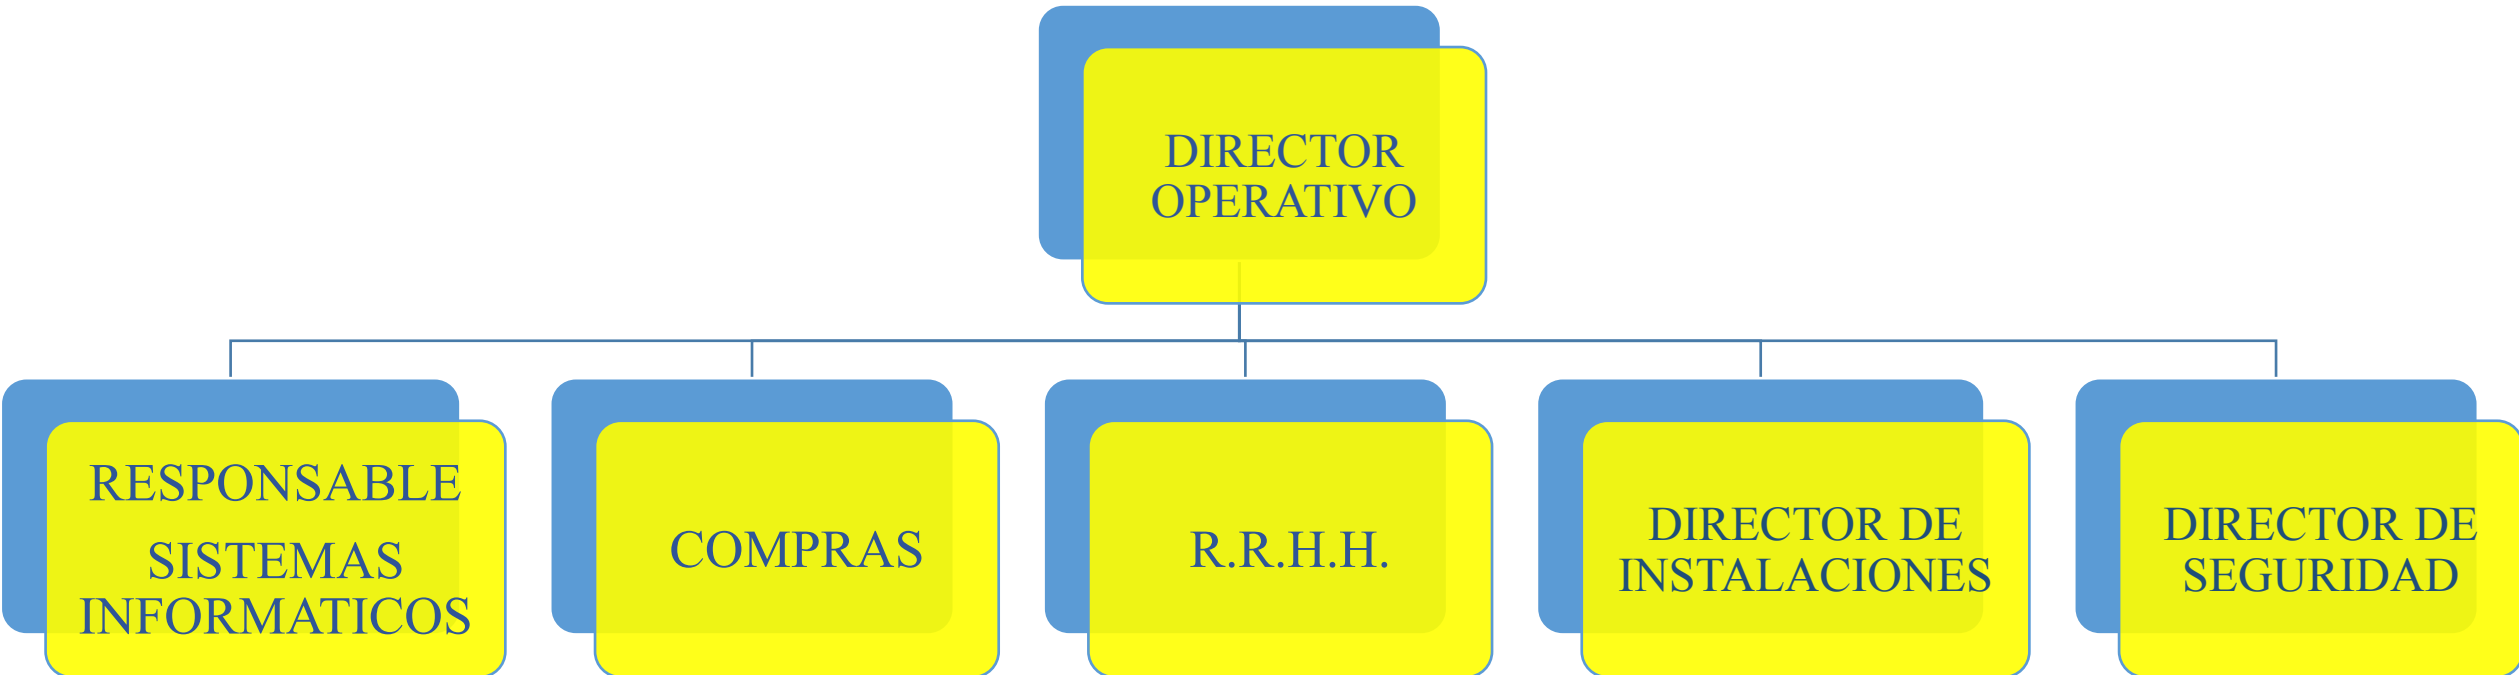 DIRECTOR
OPERATIVO
RESPONSABLE
SISTEMAS
INFORMATICOS
COMPRAS
R.R.H.H.
DIRECTOR DE
INSTALACIONES
DIRECTOR DE
SEGURIDAD